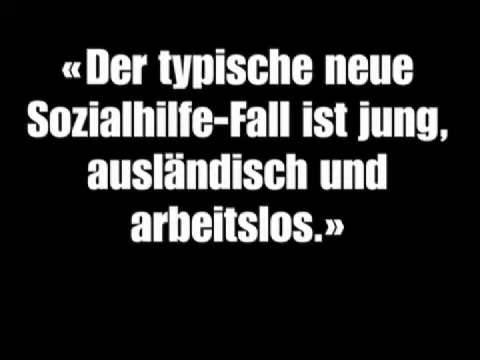 «Der typische neue
Sozialhilfe-Fall ist jung,
ausländisch und
arbeitslos.»